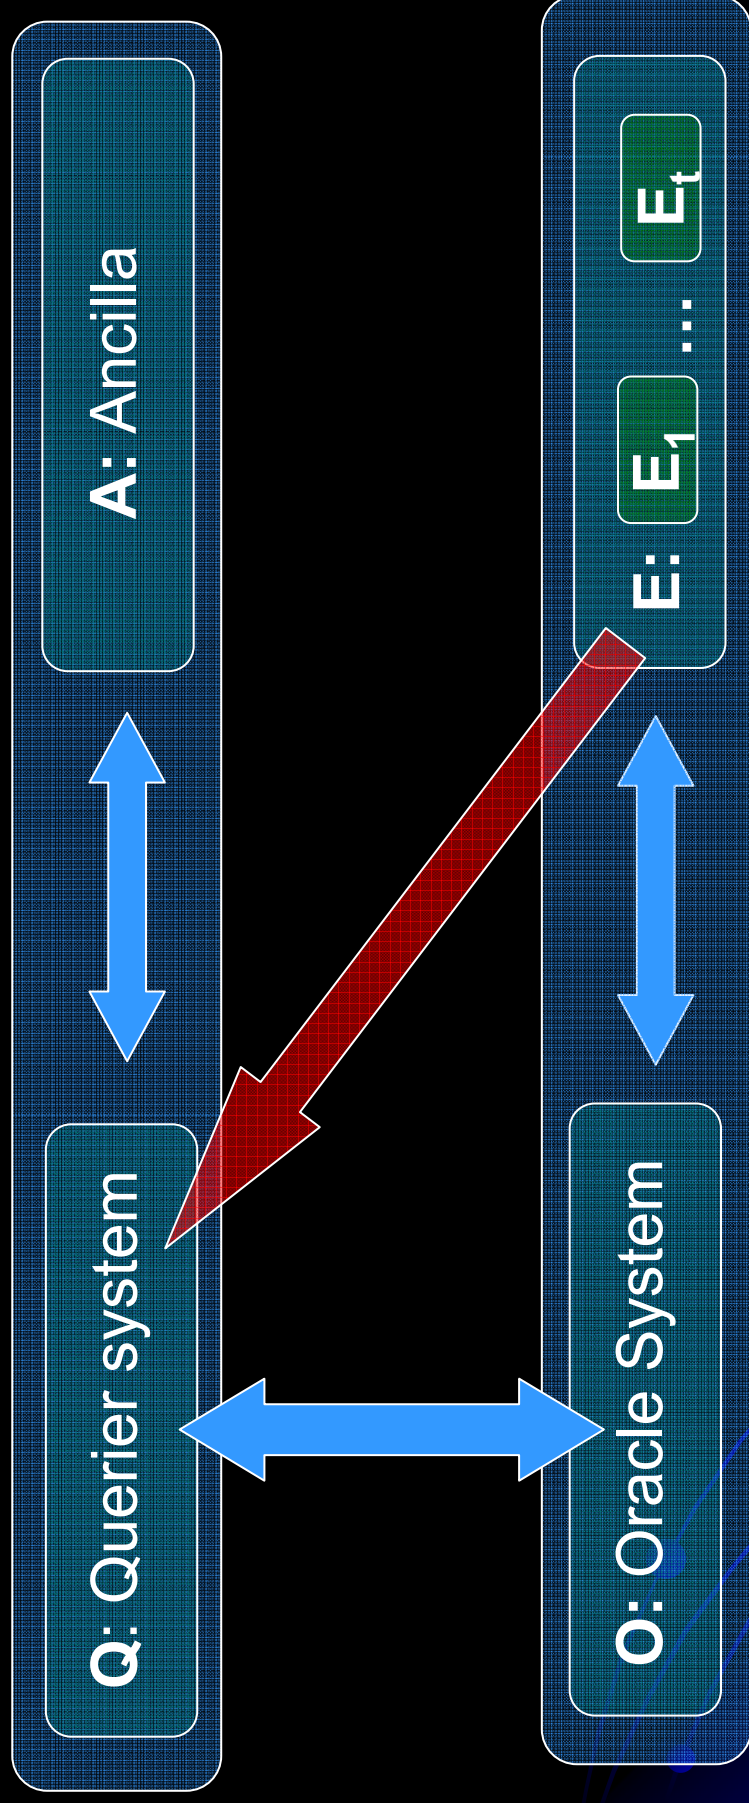 Q: Querier system
A: Ancilla
O: Oracle System
E: E1 ... Et